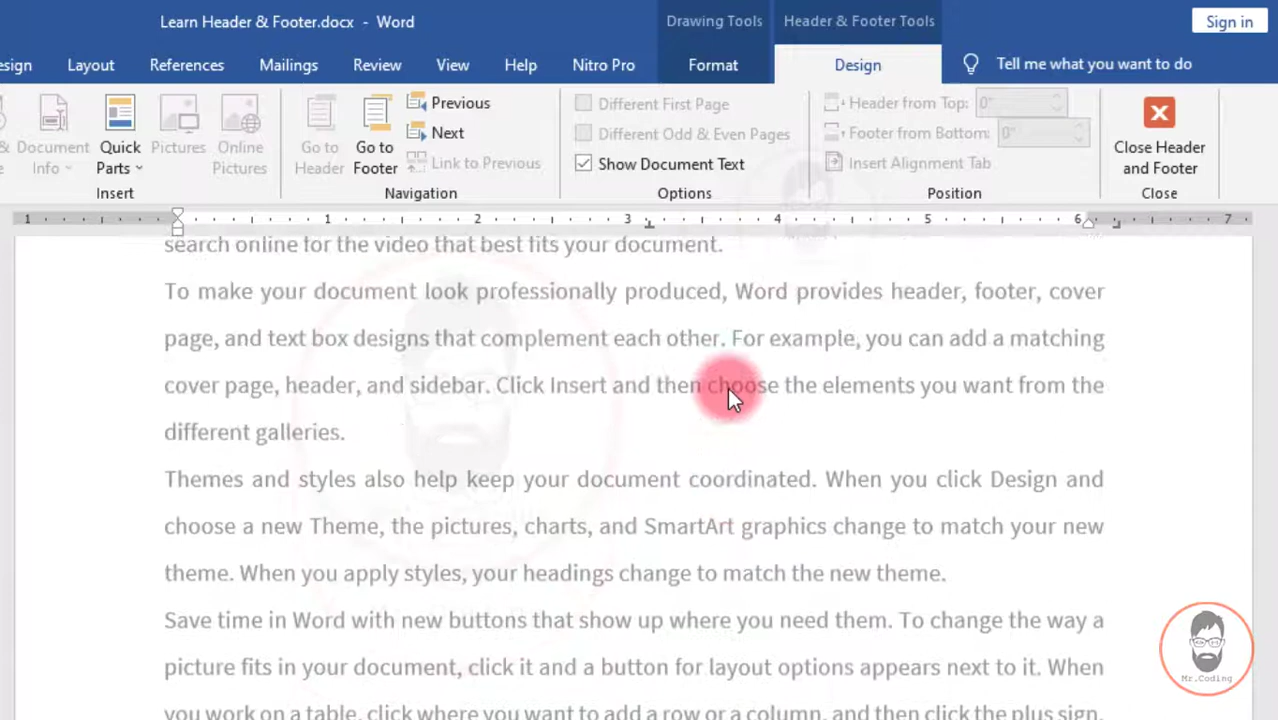 Learn Header & Footer.docx - Word
Drawing Tools
Header & Footer Tools
Sign in
esign
Layout
References
Mailings
Review
View
Help
Nitro Pro
Format
Design
Tell me what you want to do
Document Info
Quick Parts
Pictures
Online Pictures
Go to Header
Go to Footer
Previous
Next
Link to Previous
Different First Page
Different Odd & Even Pages
Show Document Text
Header from Top: 0"
Footer from Bottom: 0"
Insert Alignment Tab
Close Header and Footer
Insert
Navigation
Options
Position
Close
1 1 2 3 4 5 6 7
search online for the video that best fits your document.
To make your document look professionally produced, Word provides header, footer, cover
page, and text box designs that complement each other. For example, you can add a matching
cover page, header, and sidebar. Click Insert and then choose the elements you want from the
different galleries.
Themes and styles also help keep your document coordinated. When you click Design and
choose a new Theme, the pictures, charts, and SmartArt graphics change to match your new
theme. When you apply styles, your headings change to match the new theme.
Save time in Word with new buttons that show up where you need them. To change the way a
picture fits in your document, click it and a button for layout options appears next to it. When
you work on a table, click where you want to add a row or a column, and then click the plus sign.
Mr.Coding